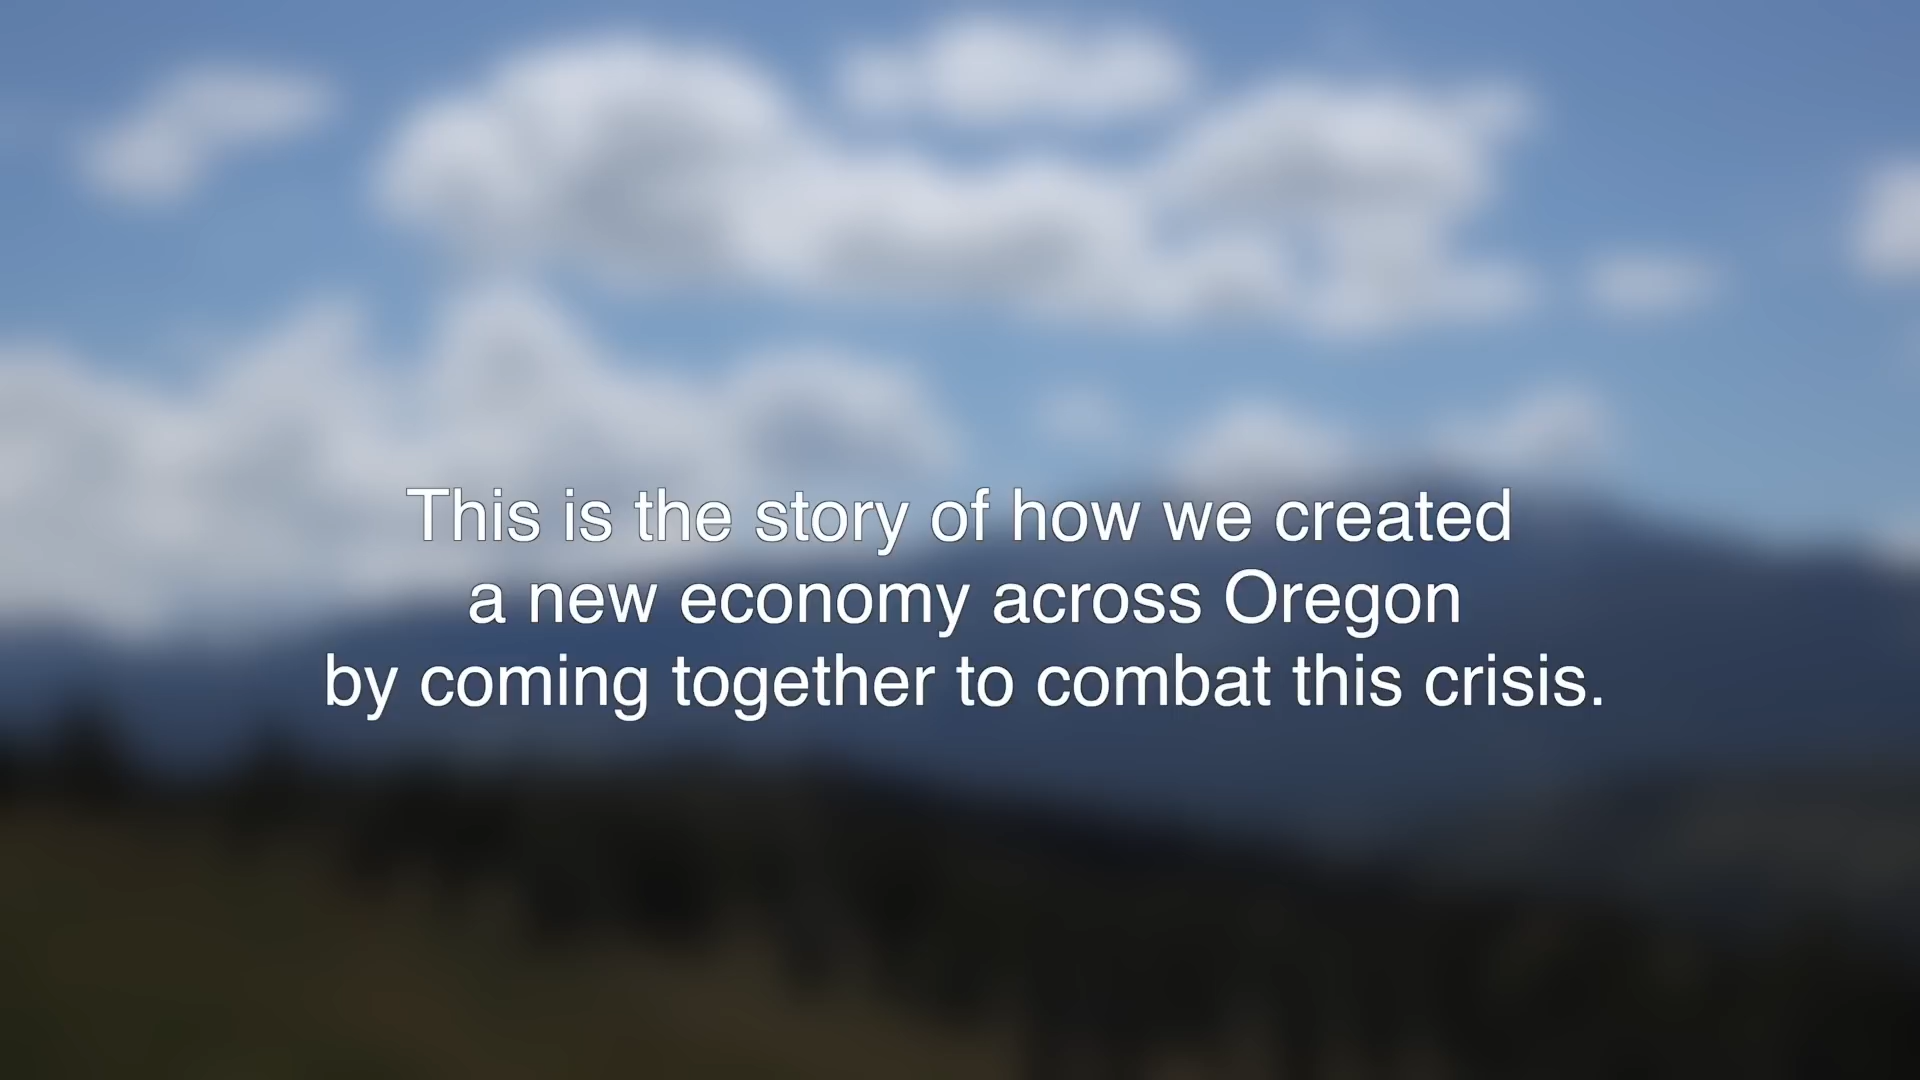 This is the story of how we created
a new economy across Oregon
by coming together to combat this crisis.